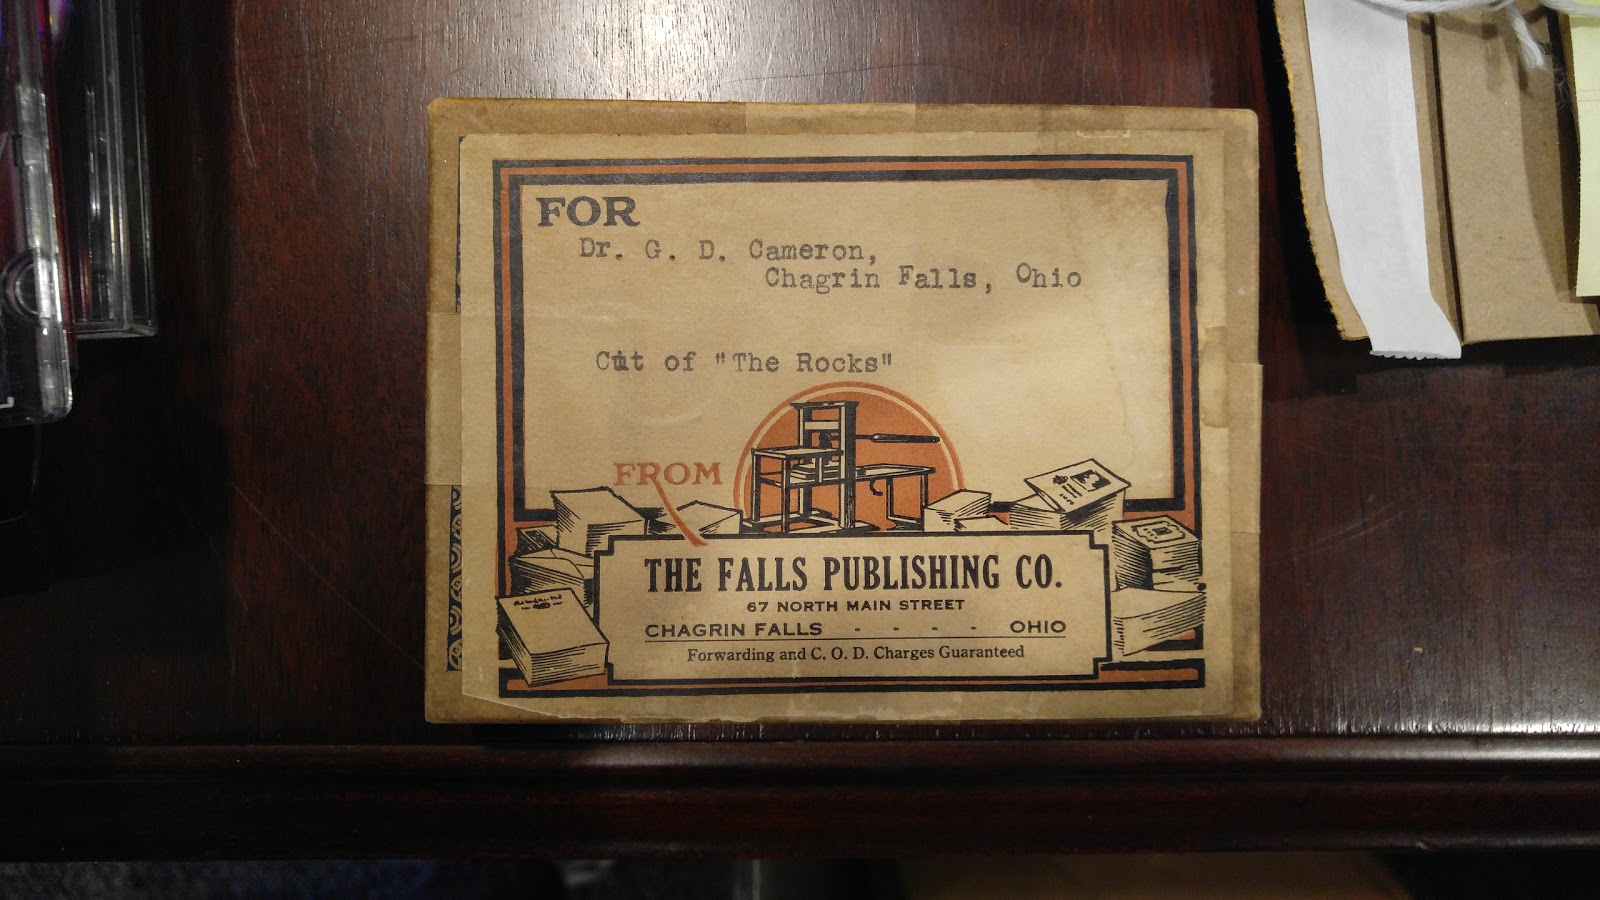 FOR
Dr. G. D. Cameron,
Chagrin Falls, Ohio
Cut of "The Rocks"
FROM
THE FALLS PUBLISHING CO.
67 NORTH MAIN STREET
CHAGRIN FALLS - - - - OHIO
Forwarding and C. O. D. Charges Guaranteed